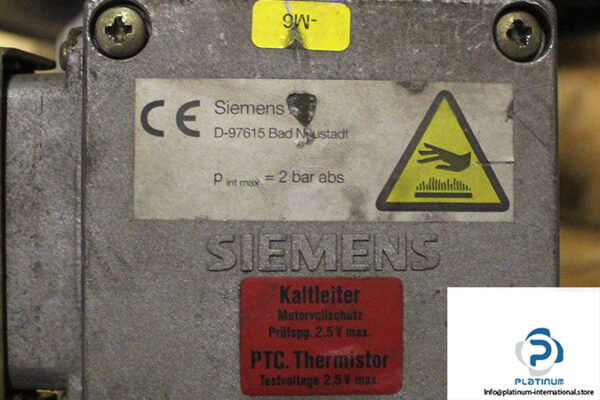 -M6
CE
Siemens
D-97615 Bad Neustadt
p int max = 2 bar abs
SIEMENS
Kaltleiter
Motorvollschutz
Prüfspg. 2,5 V max.
PTC. Thermistor
Testvoltage 2,5 V max.
PLATINUM
Info@platinum-international.store